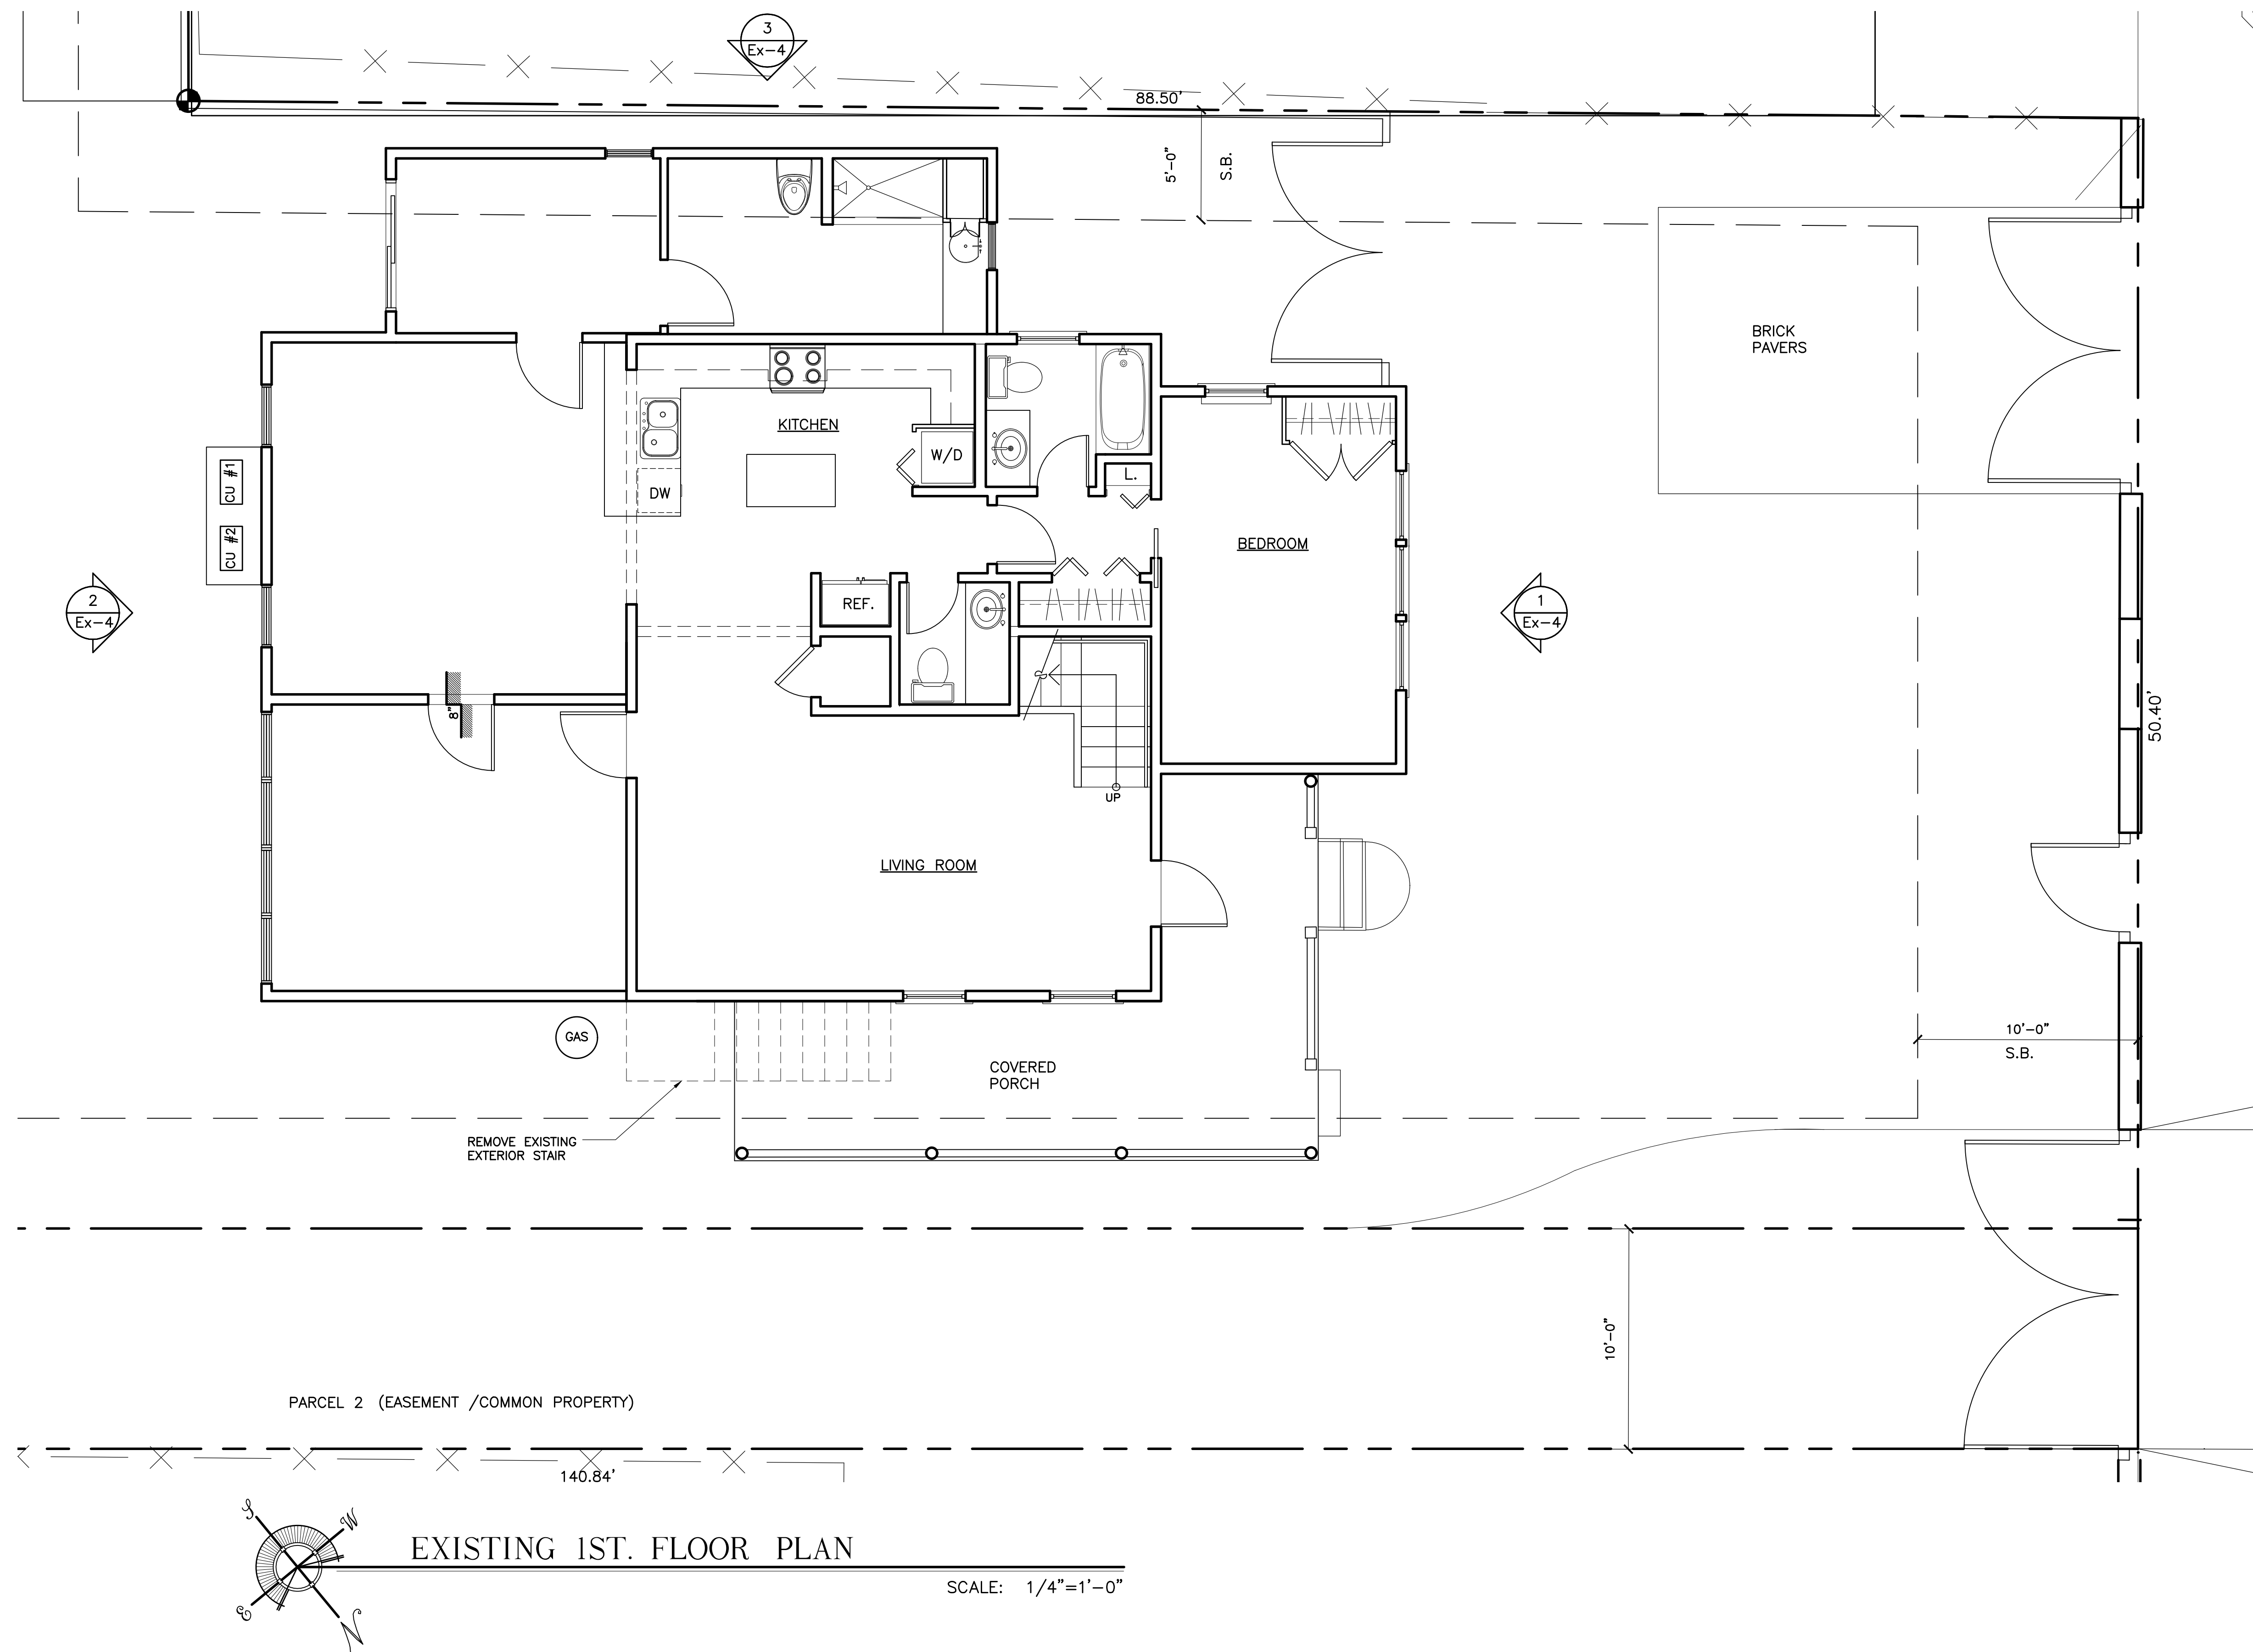 3
Ex-4
88.50'
5'-0"
S.B.
BRICK
PAVERS
KITCHEN
W/D
L.
CU #1
DW
CU #2
BEDROOM
2
Ex-4
REF.
1
Ex-4
8"
50.40'
UP
LIVING ROOM
10'-0"
S.B.
GAS
COVERED
PORCH
REMOVE EXISTING
EXTERIOR STAIR
10'-0"
PARCEL 2 (EASEMENT /COMMON PROPERTY)
140.84'
S
W
EXISTING 1ST. FLOOR PLAN
SCALE: 1/4"=1'-0"
E
N